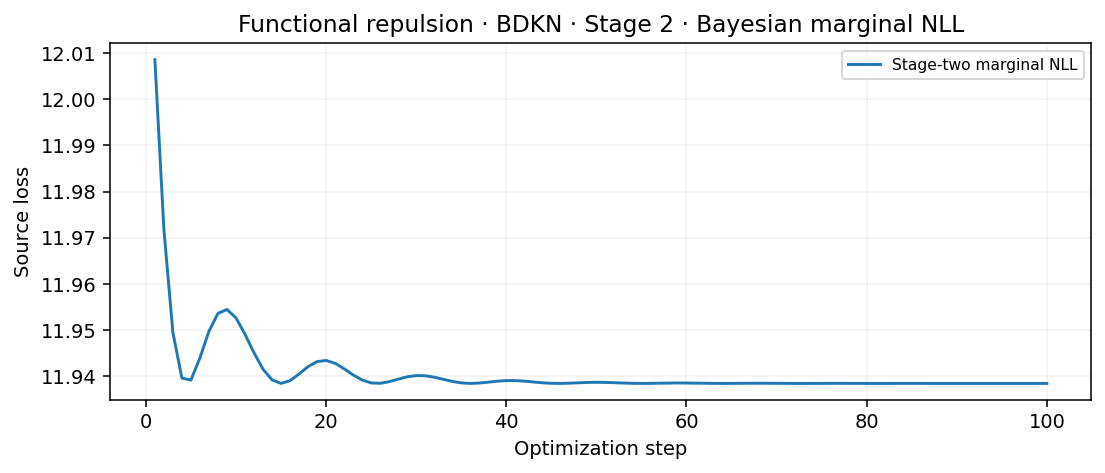 Functional repulsion · BDKN · Stage 2 · Bayesian marginal NLL
Stage-two marginal NLL
Source loss
12.01
12.00
11.99
11.98
11.97
11.96
11.95
11.94
0 20 40 60 80 100
Optimization step